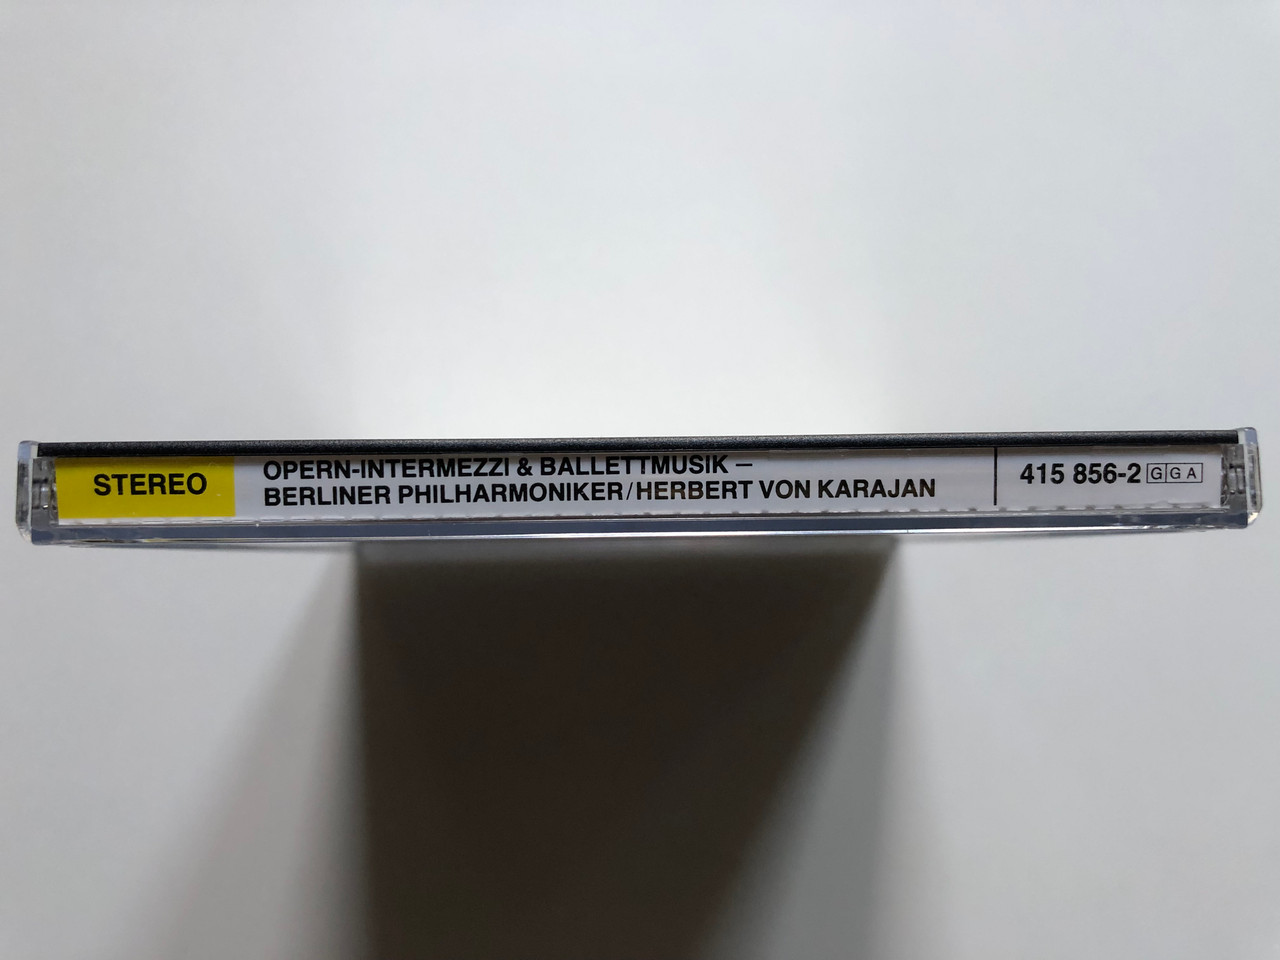 STEREO
OPERN-INTERMEZZI & BALLETTMUSIK –
BERLINER PHILHARMONIKER/HERBERT VON KARAJAN
415 856-2 GGA